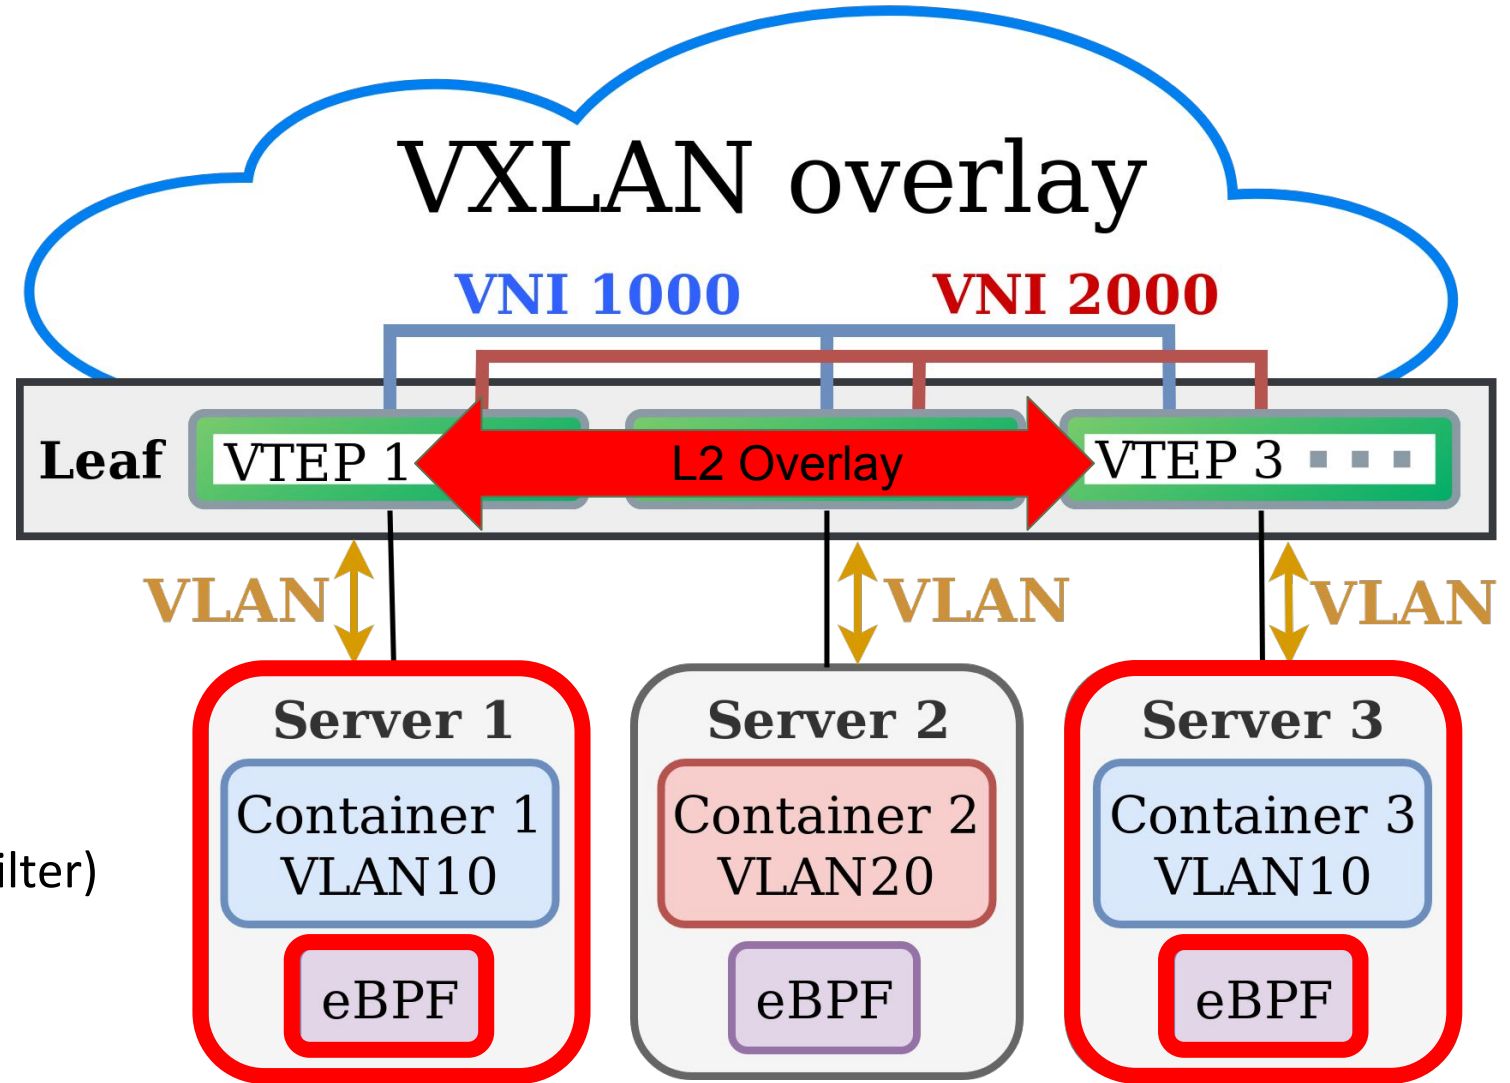 VXLAN overlay
VNI 1000
VNI 2000
Leaf
VTEP 1
L2 Overlay
VTEP 3
VLAN
VLAN
VLAN
Server 1
Container 1
VLAN10
eBPF
Server 2
Container 2
VLAN20
eBPF
Server 3
Container 3
VLAN10
eBPF
ilter)